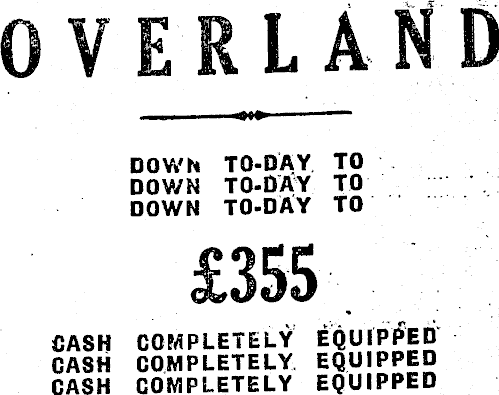 OVERLAND
DOWN TO-DAY TO
DOWN TO-DAY TO
DOWN TO-DAY TO
£355
CASH COMPLETELY EQUIPPED
CASH COMPLETELY EQUIPPED
CASH COMPLETELY EQUIPPED